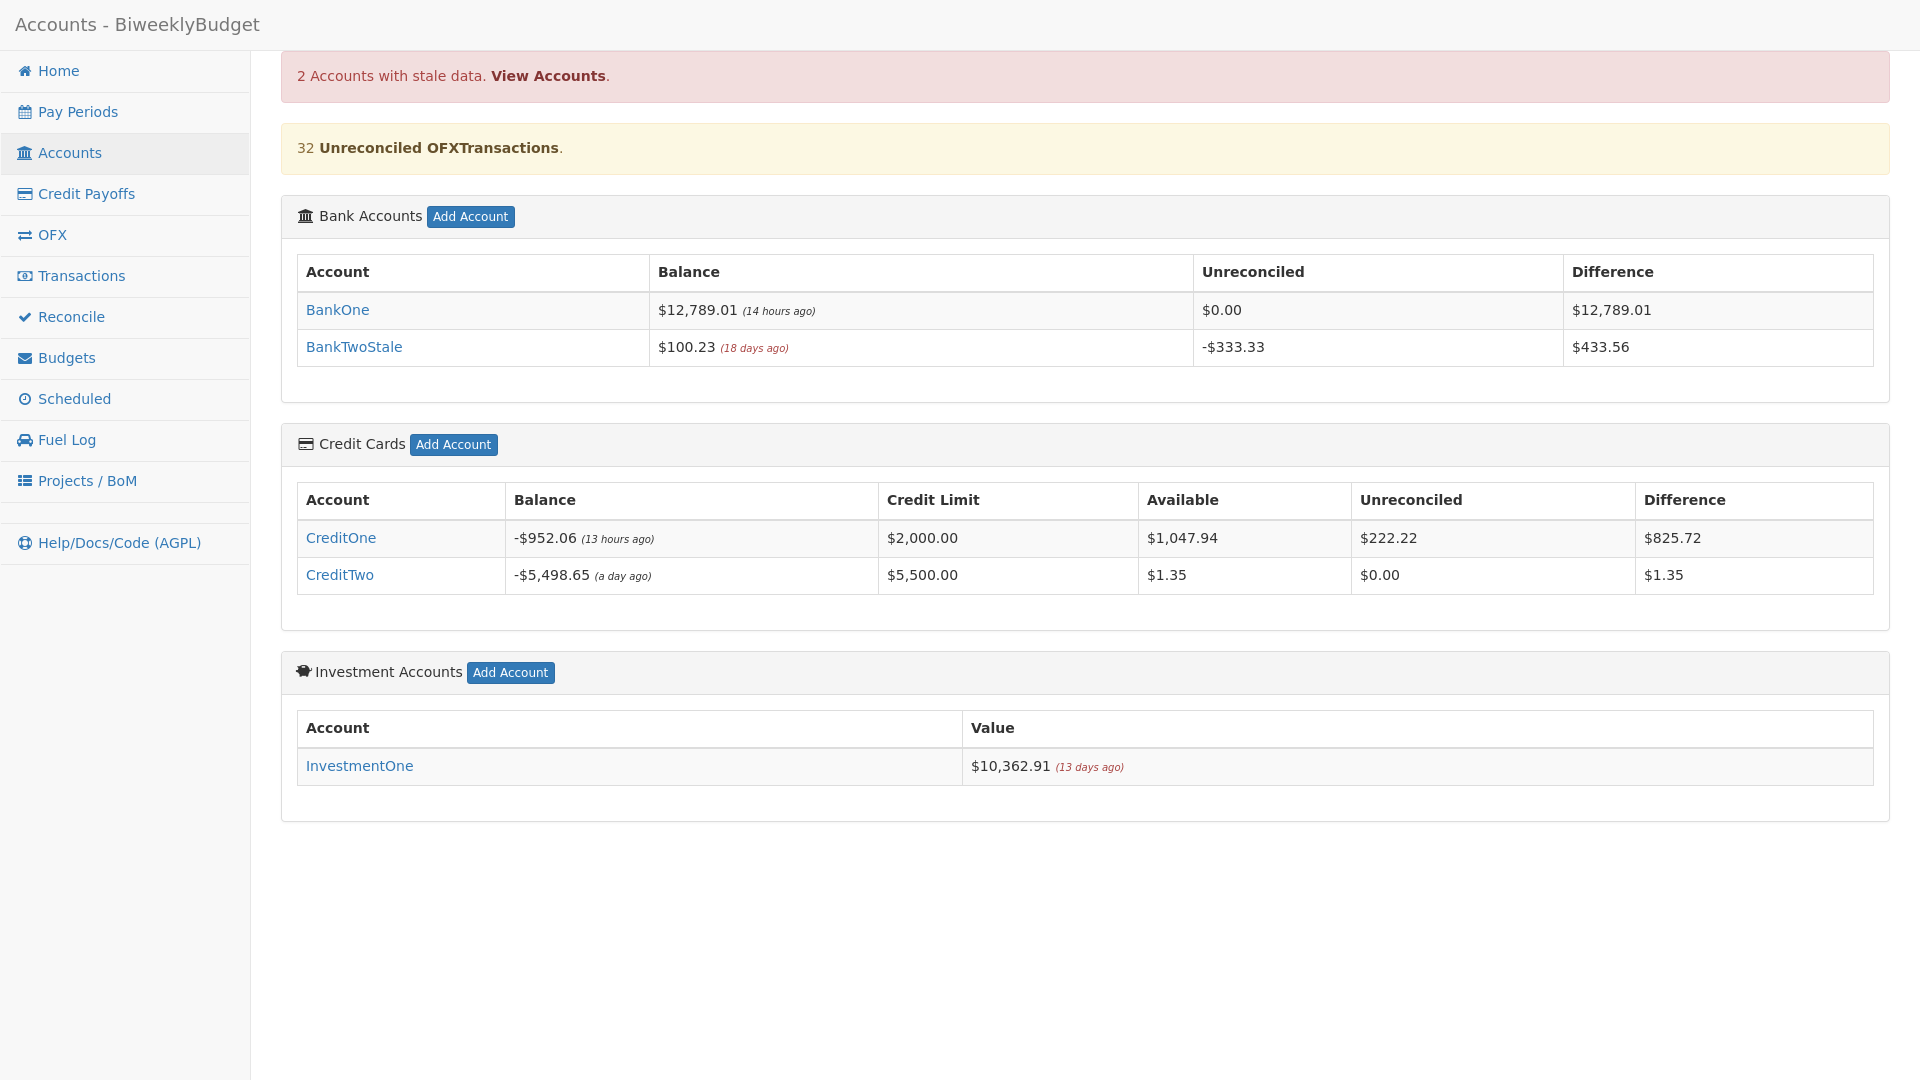 Accounts - BiweeklyBudget
Home
Pay Periods
Accounts
Credit Payoffs
OFX
Transactions
Reconcile
Budgets
Scheduled
Fuel Log
Projects / BoM
Help/Docs/Code (AGPL)
2 Accounts with stale data. View Accounts.
32 Unreconciled OFXTransactions.
Bank Accounts Add Account
Account Balance Unreconciled Difference
BankOne $12,789.01 (14 hours ago) $0.00 $12,789.01
BankTwoStale $100.23 (18 days ago) -$333.33 $433.56
Credit Cards Add Account
Account Balance Credit Limit Available Unreconciled Difference
CreditOne -$952.06 (13 hours ago) $2,000.00 $1,047.94 $222.22 $825.72
CreditTwo -$5,498.65 (a day ago) $5,500.00 $1.35 $0.00 $1.35
Investment Accounts Add Account
Account Value
InvestmentOne $10,362.91 (13 days ago)